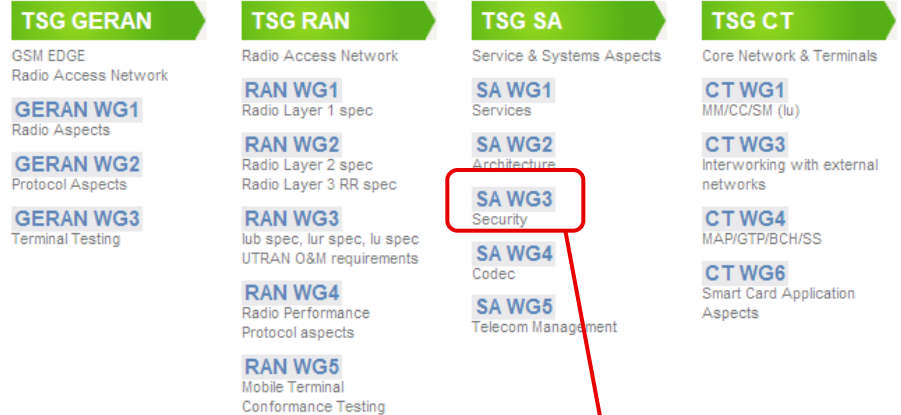 TSG GERAN
GSM EDGE
Radio Access Network
GERAN WG1
Radio Aspects
GERAN WG2
Protocol Aspects
GERAN WG3
Terminal Testing
TSG RAN
Radio Access Network
RAN WG1
Radio Layer 1 spec
RAN WG2
Radio Layer 2 spec
Radio Layer 3 RR spec
RAN WG3
Iub spec, Iur spec, Iu spec
UTRAN O&M requirements
RAN WG4
Radio Performance
Protocol aspects
RAN WG5
Mobile Terminal
Conformance Testing
TSG SA
Service & Systems Aspects
SA WG1
Services
SA WG2
Architecture
SA WG3
Security
SA WG4
Codec
SA WG5
Telecom Management
TSG CT
Core Network & Terminals
CT WG1
MM/CC/SM (Iu)
CT WG3
Interworking with external
networks
CT WG4
MAP/GTP/BCH/SS
CT WG6
Smart Card Application
Aspects